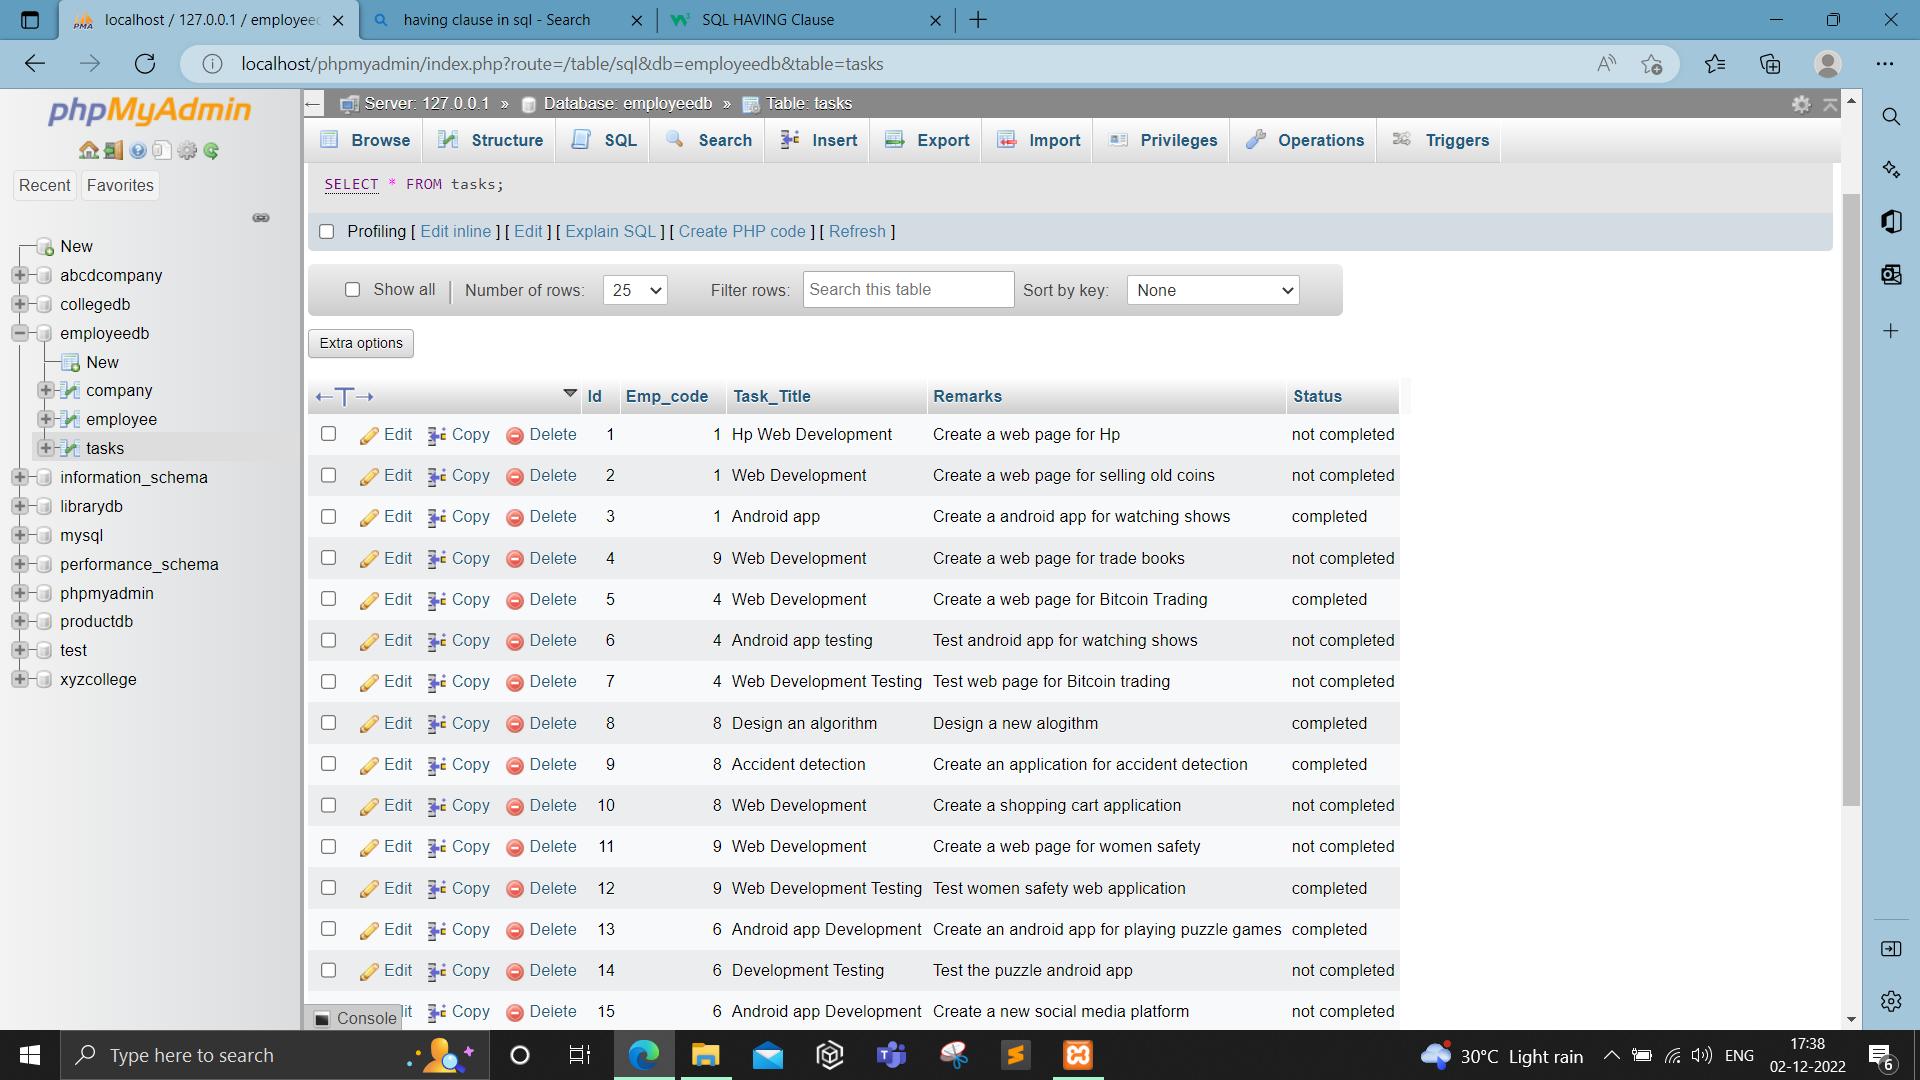 localhost / 127.0.0.1 / employeec
having clause in sql - Search
SQL HAVING Clause
localhost/phpmyadmin/index.php?route=/table/sql&db=employeedb&table=tasks
phpMyAdmin
Recent Favorites
New
abcdcompany
collegedb
employeedb
New
company
employee
tasks
information_schema
librarydb
mysql
performance_schema
phpmyadmin
productdb
test
xyzcollege
Server: 127.0.0.1 » Database: employeedb » Table: tasks
Browse Structure SQL Search Insert Export Import Privileges Operations Triggers
SELECT * FROM tasks;
Profiling [ Edit inline ] [ Edit ] [ Explain SQL ] [ Create PHP code ] [ Refresh ]
Show all | Number of rows: 25 Filter rows: Search this table Sort by key: None
Extra options
Id Emp_code Task_Title Remarks Status
Edit Copy Delete 1 1 Hp Web Development Create a web page for Hp not completed
Edit Copy Delete 2 1 Web Development Create a web page for selling old coins not completed
Edit Copy Delete 3 1 Android app Create a android app for watching shows completed
Edit Copy Delete 4 9 Web Development Create a web page for trade books not completed
Edit Copy Delete 5 4 Web Development Create a web page for Bitcoin Trading completed
Edit Copy Delete 6 4 Android app testing Test android app for watching shows not completed
Edit Copy Delete 7 4 Web Development Testing Test web page for Bitcoin trading not completed
Edit Copy Delete 8 8 Design an algorithm Design a new alogithm completed
Edit Copy Delete 9 8 Accident detection Create an application for accident detection completed
Edit Copy Delete 10 8 Web Development Create a shopping cart application not completed
Edit Copy Delete 11 9 Web Development Create a web page for women safety not completed
Edit Copy Delete 12 9 Web Development Testing Test women safety web application completed
Edit Copy Delete 13 6 Android app Development Create an android app for playing puzzle games completed
Edit Copy Delete 14 6 Development Testing Test the puzzle android app not completed
Console lit Copy Delete 15 6 Android app Development Create a new social media platform not completed
Type here to search
30°C Light rain
ENG
17:38
02-12-2022
6